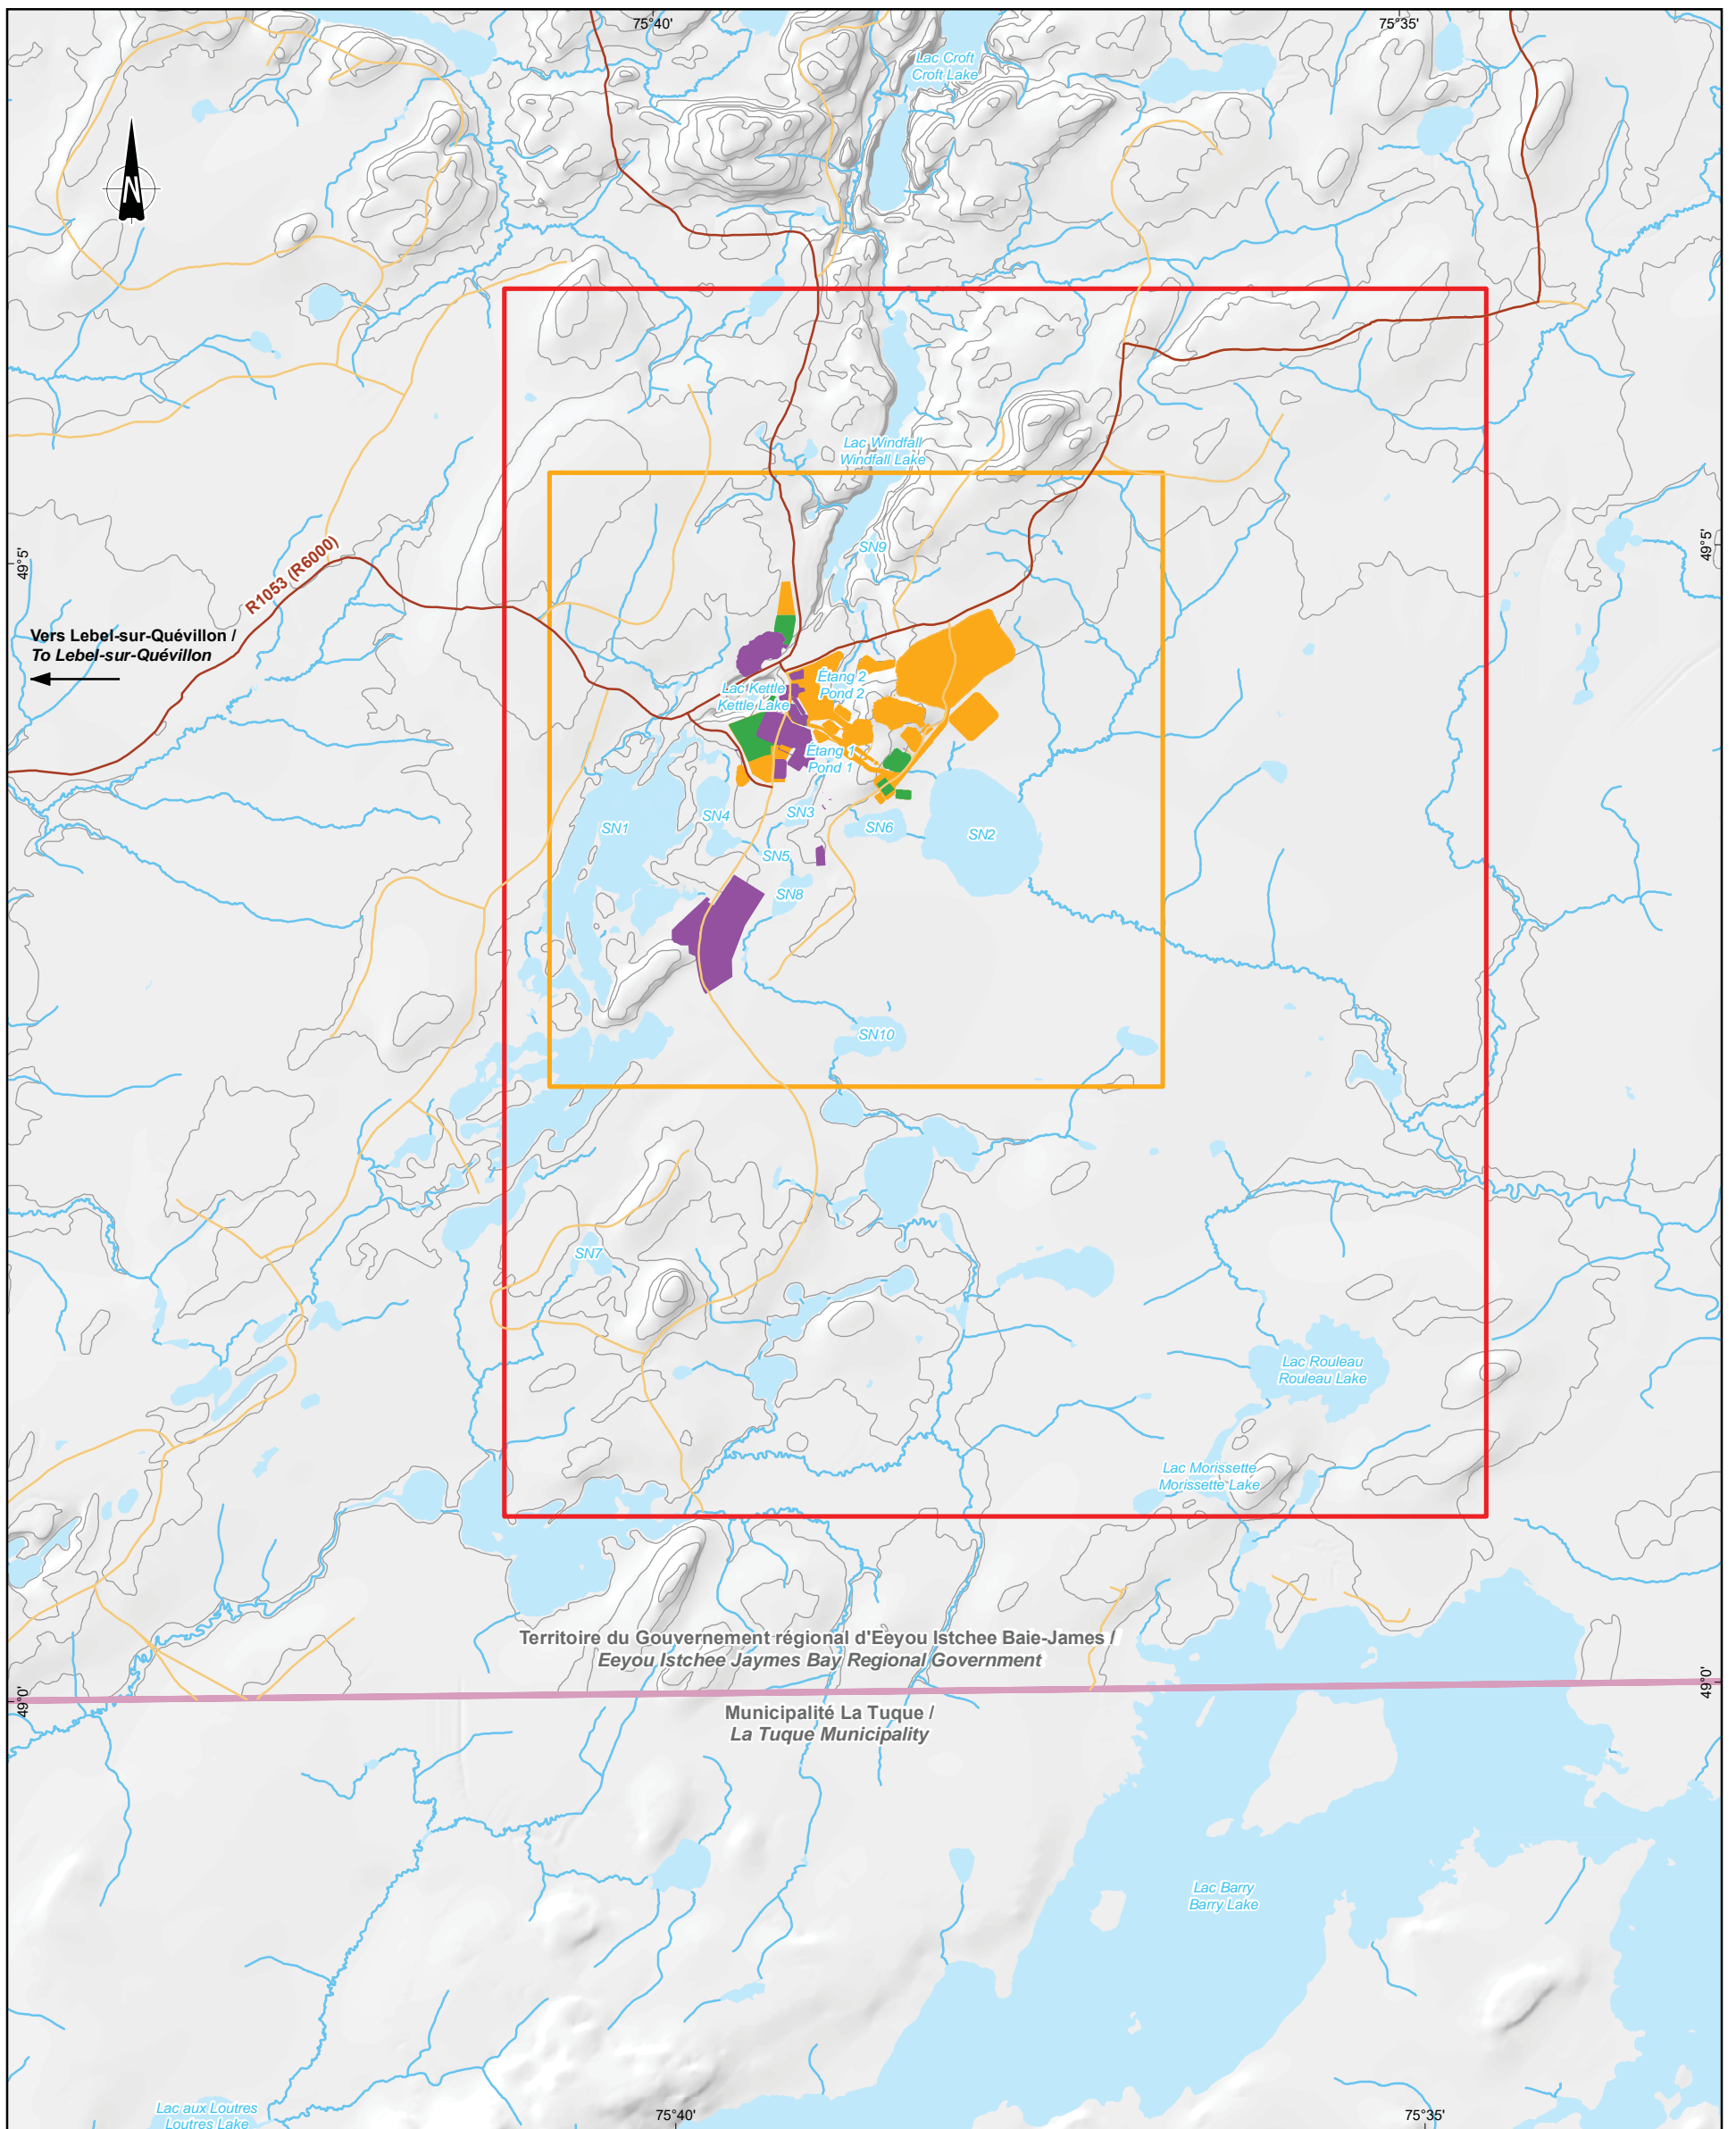 75°40'
75°35'
Lac Croft
Croft Lake
N
Lac Windfall
Windfall Lake
49°5'
49°5'
SN9
R1053 (R6000)
Vers Lebel-sur-Quévillon /
To Lebel-sur-Quévillon
Étang 2
Pond 2
Lac Kettle
Kettle Lake
Étang 1
Pond 1
SN4
SN3
SN1
SN6
SN2
SN5
SN8
SN10
SN7
Lac Rouleau
Rouleau Lake
Lac Morissette
Morissette Lake
Territoire du Gouvernement régional d'Eeyou Istchee Baie-James /
Eeyou Istchee Jaymes Bay Regional Government
49°0'
49°0'
Municipalité La Tuque /
La Tuque Municipality
Lac Barry
Barry Lake
Lac aux Loutres
Loutres Lake
75°40'
75°35'